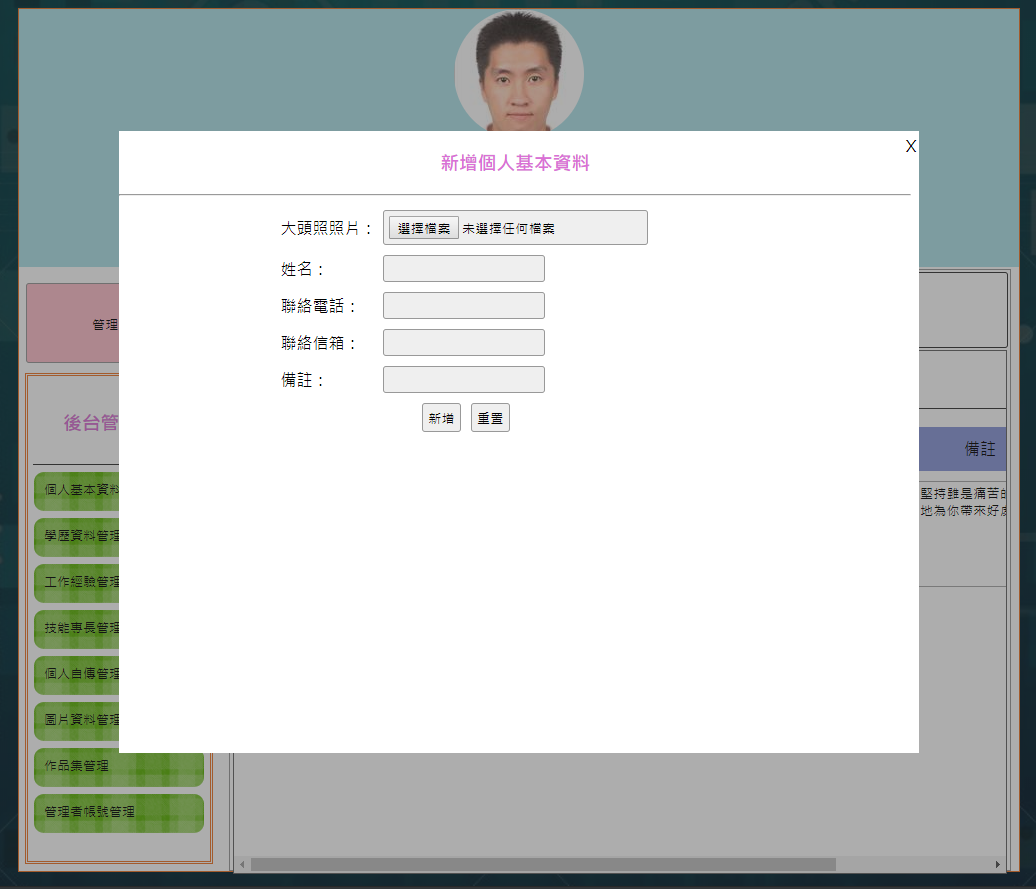 X
新增個人基本資料
大頭照照片：
選擇檔案 未選擇任何檔案
姓名：
聯絡電話：
聯絡信箱：
備註：
新增 重置
管理
後台管
個人基本資料
學歷資料管理
工作經驗管理
技能專長管理
個人自傳管理
圖片資料管理
作品集管理
管理者帳號管理
備註
堅持雖是痛苦的
地為你帶來好處